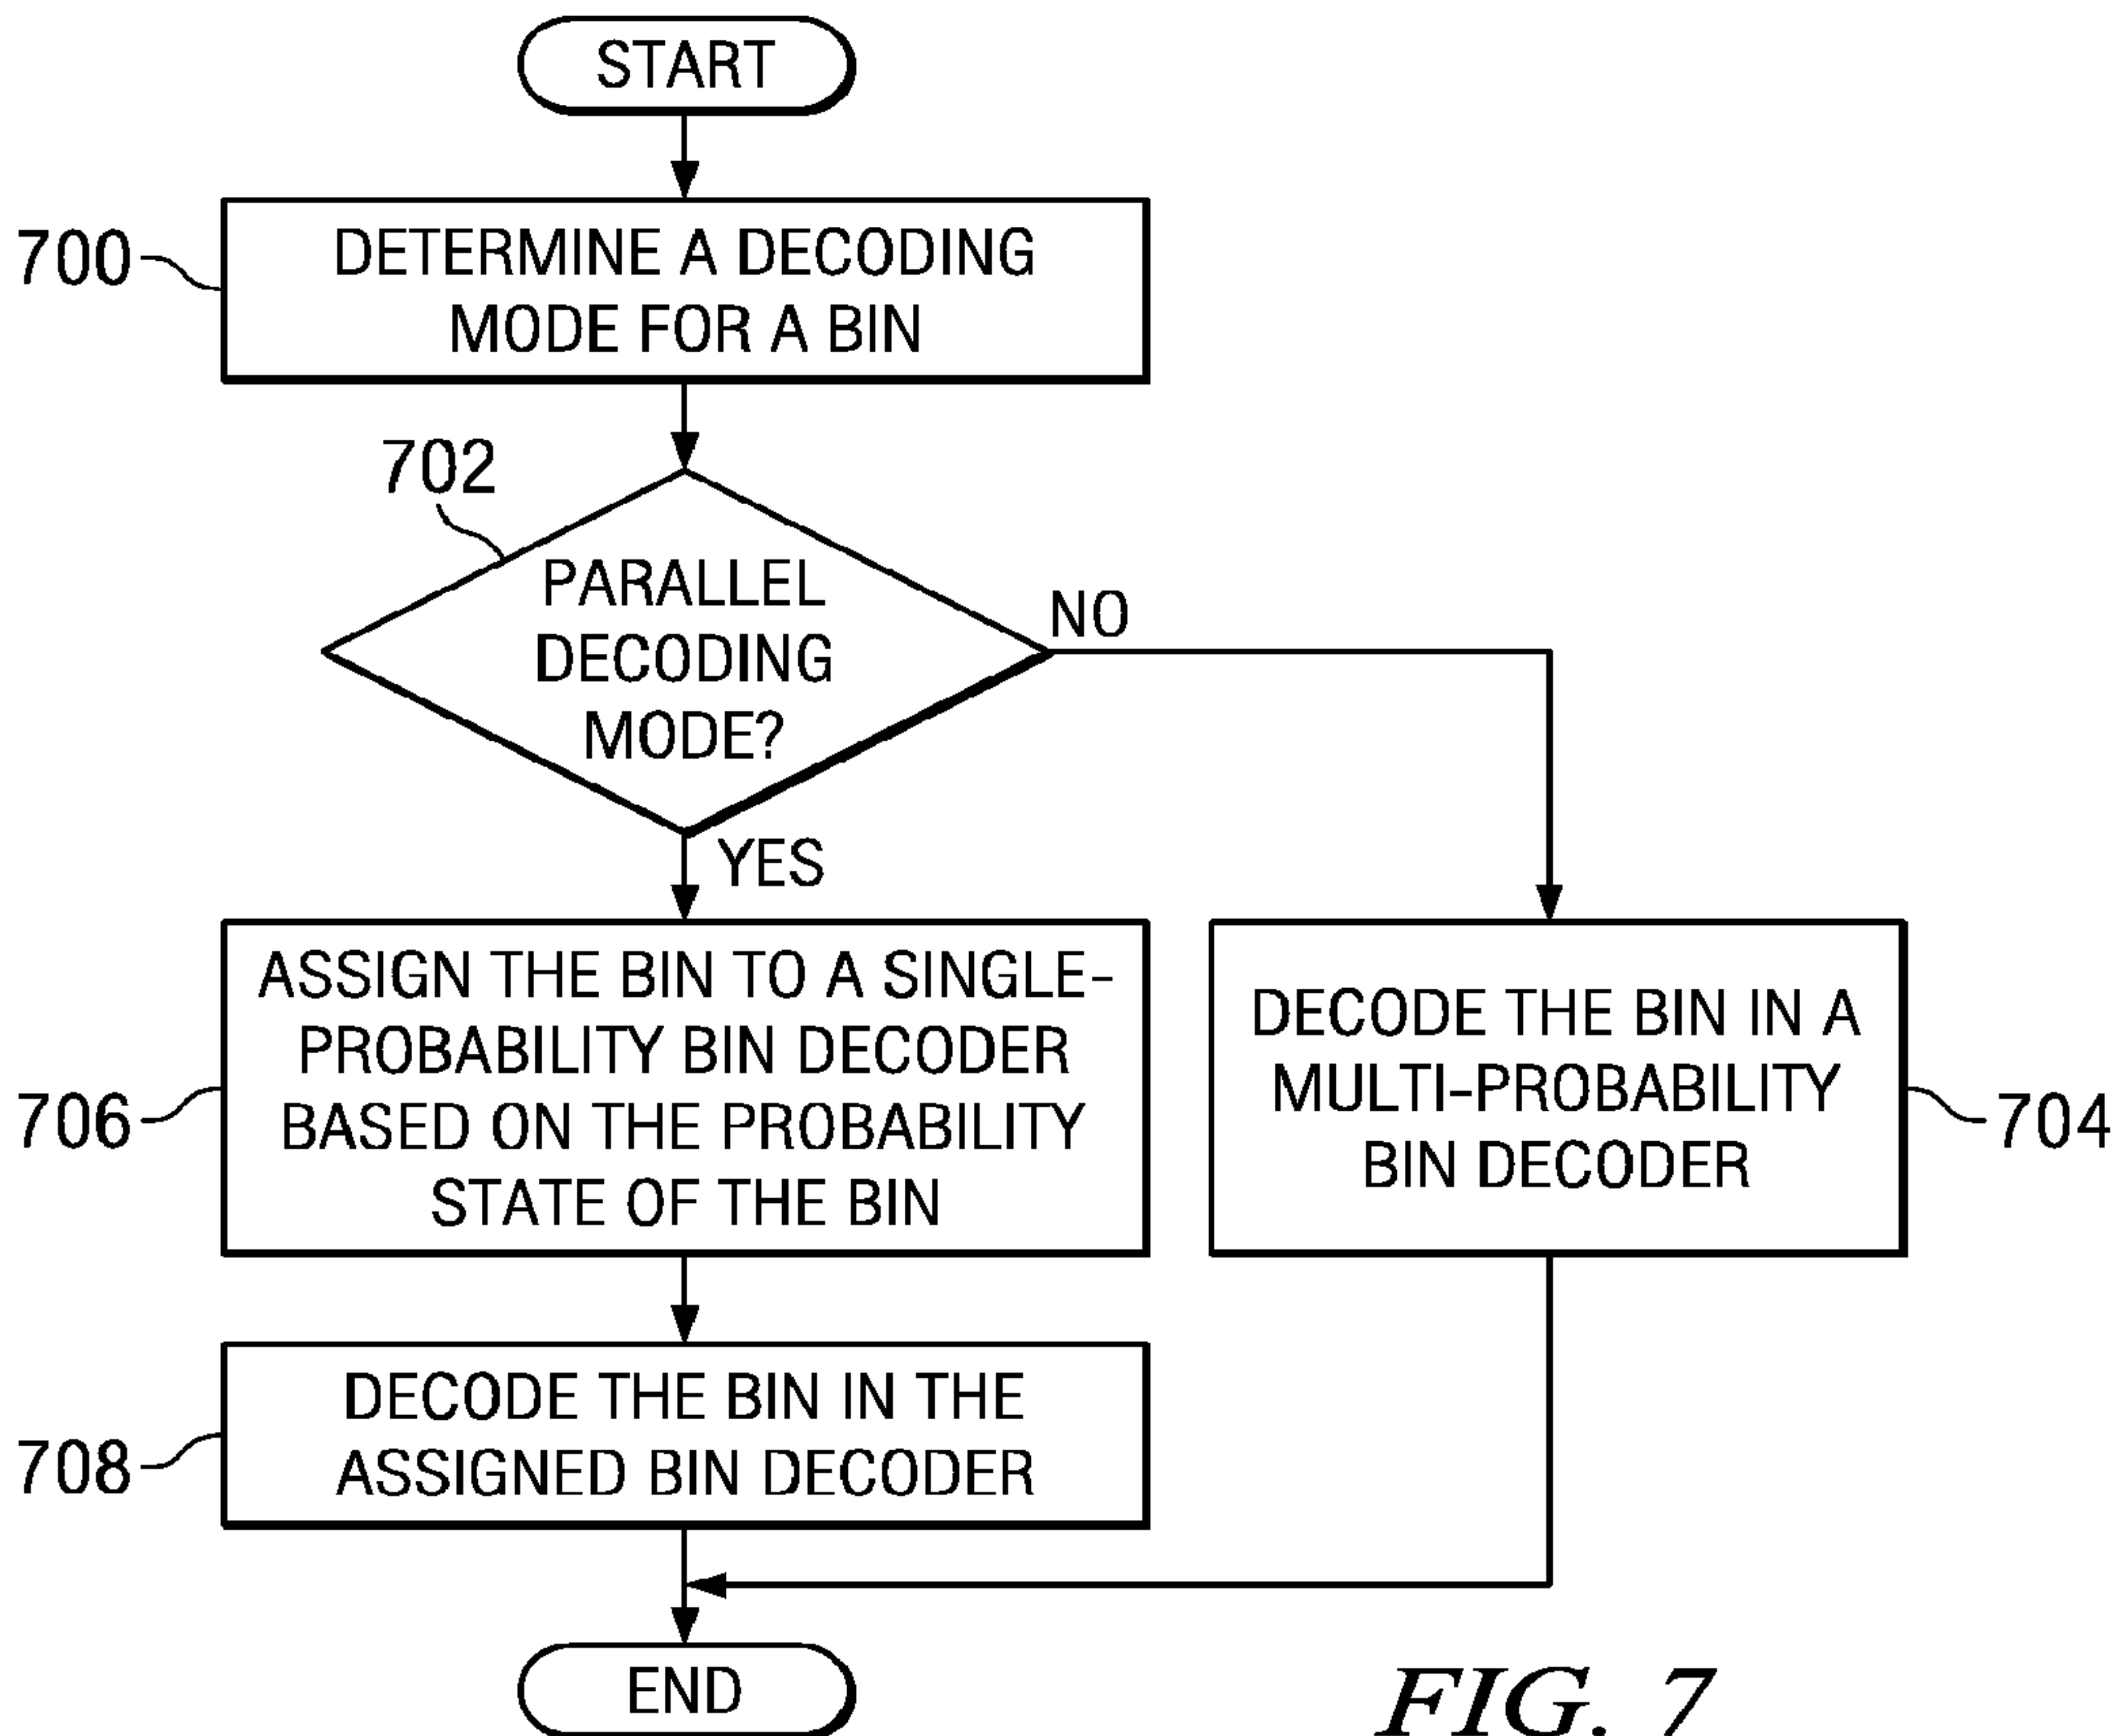 START
700
DETERMINE A DECODING
MODE FOR A BIN
702
PARALLEL
DECODING
MODE?
NO
YES
706
ASSIGN THE BIN TO A SINGLE-
PROBABILITY BIN DECODER
BASED ON THE PROBABILITY
STATE OF THE BIN
DECODE THE BIN IN A
MULTI-PROBABILITY
BIN DECODER
704
708
DECODE THE BIN IN THE
ASSIGNED BIN DECODER
END
FIG. 7